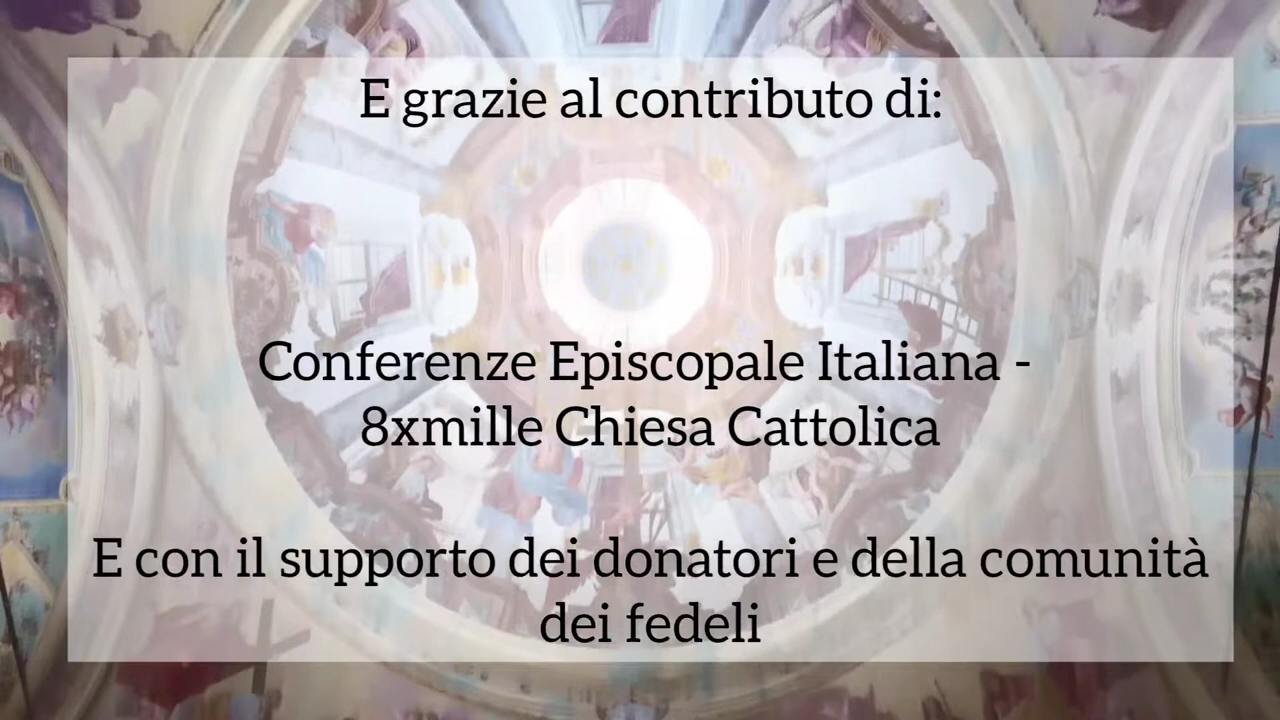 E grazie al contributo di:
Conferenze Episcopale Italiana -
8xmille Chiesa Cattolica
E con il supporto dei donatori e della comunità
dei fedeli